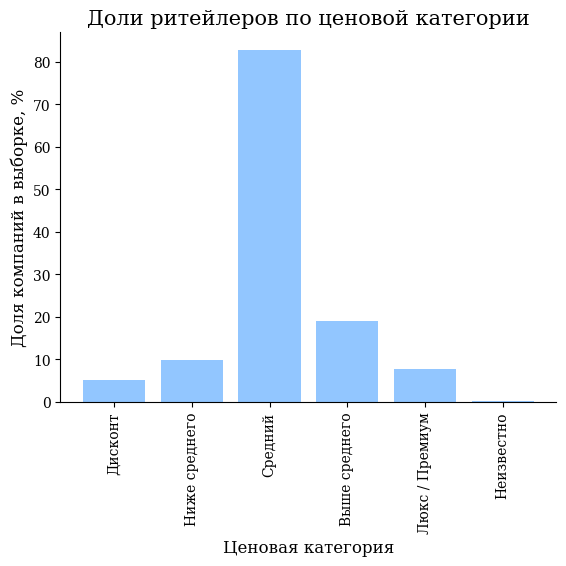 Доли ритейлеров по ценовой категории
Доля компаний в выборке, %
80
70
60
50
40
30
20
10
0
Дисконт
Ниже среднего
Средний
Выше среднего
Люкс / Премиум
Неизвестно
Ценовая категория